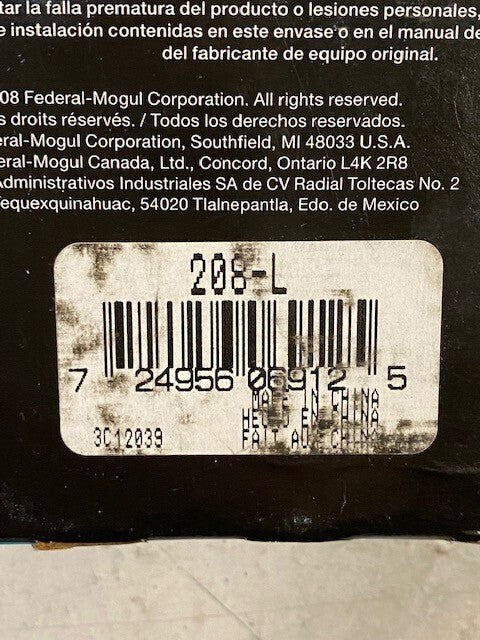 tar la falla prematura del producto o lesiones personales,
e instalación contenidas en este envase o en el manual de
del fabricante de equipo original.
08 Federal-Mogul Corporation. All rights reserved.
s droits réservés. / Todos los derechos reservados.
eral-Mogul Corporation, Southfield, MI 48033 U.S.A.
eral-Mogul Canada, Ltd., Concord, Ontario L4K 2R8
Administrativos Industriales SA de CV Radial Toltecas No. 2
equexquinahuac, 54020 Tlalnepantla, Edo. de Mexico
208-L
7 24956 06912 5
MADE IN CHINA
HECHO EN CHINA
3C12039 FAIT AU CHINA